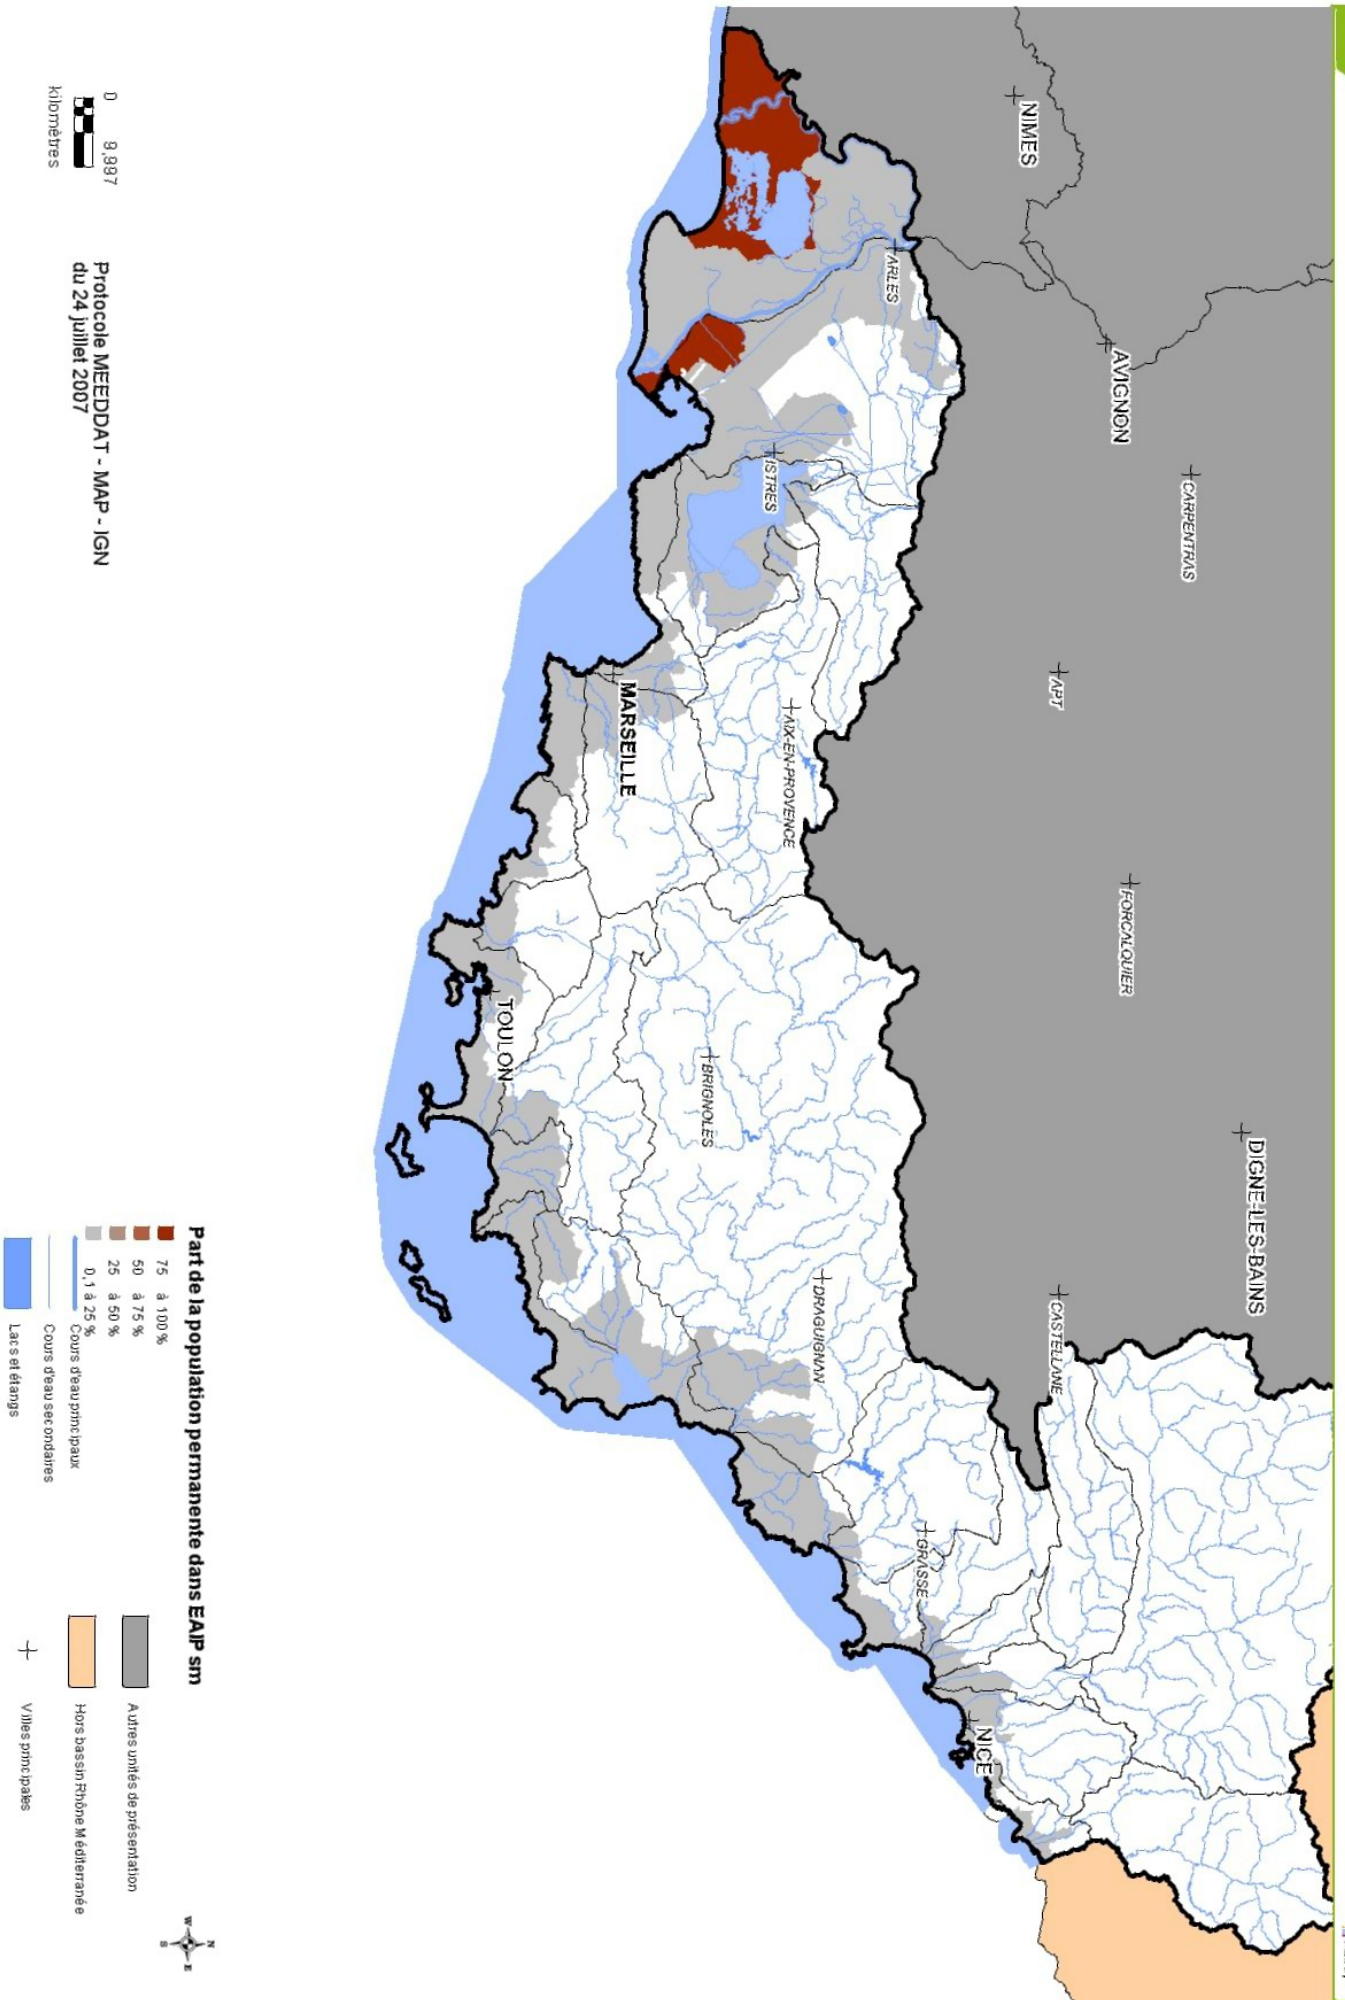 NIMES
AVIGNON
CARPENTRAS
APT
FORCALQUIER
DIGNE-LES-BAINS
CASTELLANE
ARLES
ISTRES
AIX-EN-PROVENCE
MARSEILLE
TOULON
BRIGNOLES
DRAGUIGNAN
GRASSE
NICE
0 9,997
kilomètres
Protocole MEEDDAT - MAP - IGN
du 24 juillet 2007
Part de la population permanente dans EAIP sm
75 à 100 %
50 à 75 %
25 à 50 %
0,1 à 25 %
Cours d'eau principaux
Cours d'eau secondaires
Lacs et étangs
Autres unités de présentation
Hors bassin Rhône Méditerranée
Villes principales
N
W E
S